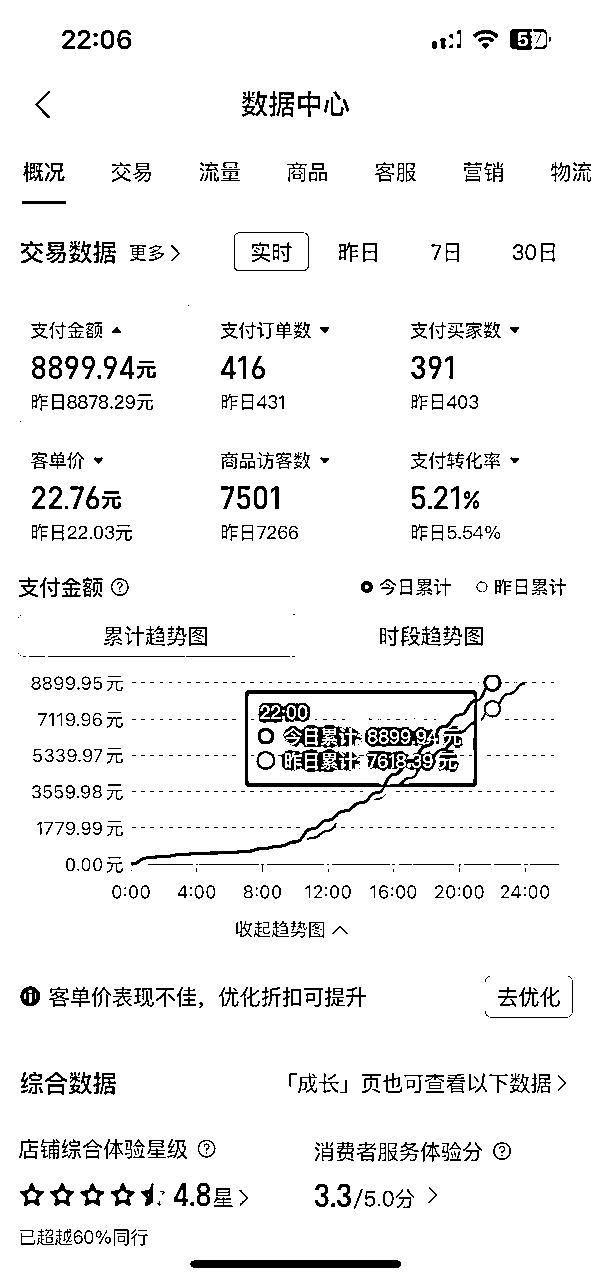 22:06
57
数据中心
概况 交易 流量 商品 客服 营销 物流
交易数据 更多 实时 昨日 7日 30日
支付金额 支付订单数 支付买家数
8899.94元 416 391
昨日8878.29元 昨日431 昨日403
客单价 商品访客数 支付转化率
22.76元 7501 5.21%
昨日22.03元 昨日7266 昨日5.54%
支付金额 今日累计 昨日累计
累计趋势图 时段趋势图
8899.95元
7119.96元
5339.97元
3559.98元
1779.99元
0.00元
22:00
今日累计: 8899.94元
昨日累计: 7618.39元
0:00 4:00 8:00 12:00 16:00 20:00 24:00
收起趋势图
客单价表现不佳，优化折扣可提升 去优化
综合数据 「成长」页也可查看以下数据
店铺综合体验星级 消费者服务体验分
4.8星 3.3/5.0分
已超越60%同行